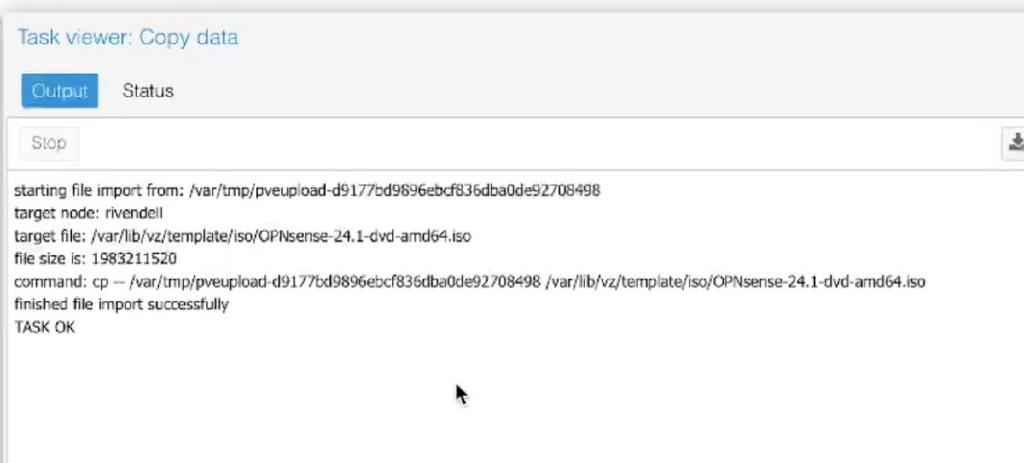 Task viewer: Copy data
Output Status
Stop
starting file import from: /var/tmp/pveupload-d9177bd9896ebcf836dba0de92708498
target node: rivendell
target file: /var/lib/vz/template/iso/OPNsense-24.1-dvd-amd64.iso
file size is: 1983211520
command: cp -- /var/tmp/pveupload-d9177bd9896ebcf836dba0de92708498 /var/lib/vz/template/iso/OPNsense-24.1-dvd-amd64.iso
finished file import successfully
TASK OK